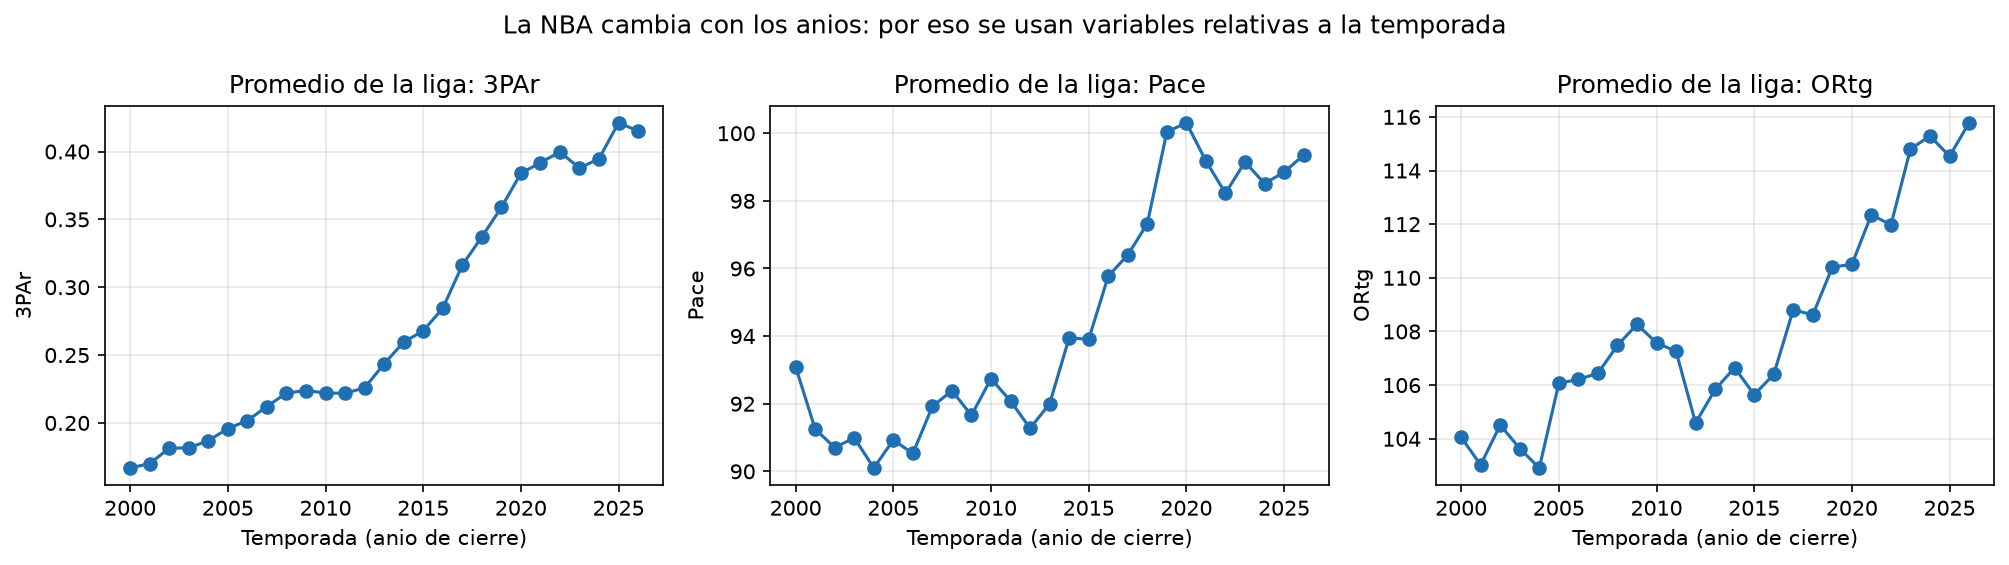 La NBA cambia con los anios: por eso se usan variables relativas a la temporada
Promedio de la liga: 3PAr
3PAr
0.40
0.35
0.30
0.25
0.20
2000 2005 2010 2015 2020 2025
Temporada (anio de cierre)
Promedio de la liga: Pace
Pace
100
98
96
94
92
90
2000 2005 2010 2015 2020 2025
Temporada (anio de cierre)
Promedio de la liga: ORtg
ORtg
116
114
112
110
108
106
104
2000 2005 2010 2015 2020 2025
Temporada (anio de cierre)